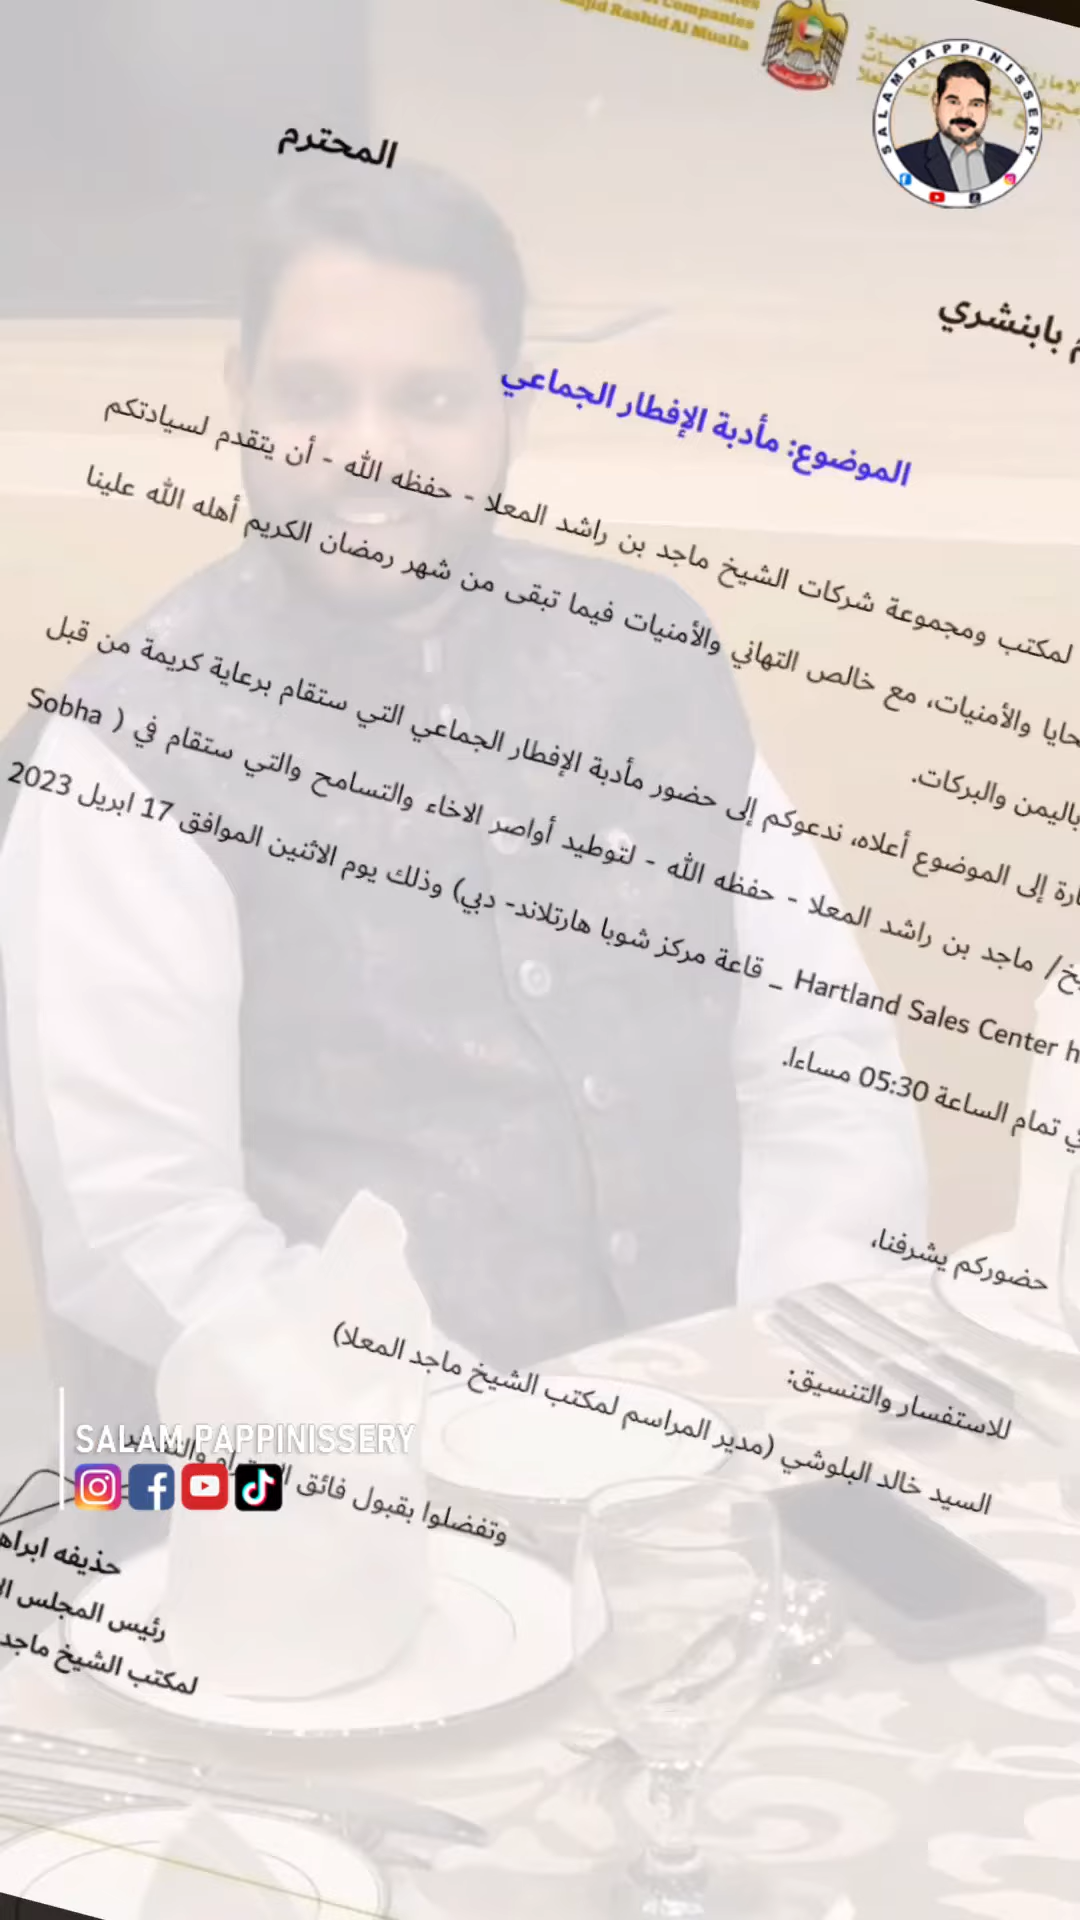 Companies
Majid Rashid Al Mualla
SALAM PAPPINISSERY
المحترم
بابنشري
الموضوع: مأدبة الإفطار الجماعي
لمكتب ومجموعة شركات الشيخ ماجد بن راشد المعلا - حفظه الله - أن يتقدم لسيادتكم
والأمنيات، مع خالص التهاني والأمنيات فيما تبقى من شهر رمضان الكريم أهله الله علينا
باليمن والبركات.
إلى الموضوع أعلاه، ندعوكم إلى حضور مأدبة الإفطار الجماعي التي ستقام برعاية كريمة من قبل
ماجد بن راشد المعلا - حفظه الله - لتوطيد أواصر الاخاء والتسامح والتي ستقام في ( Sobha
Hartland Sales Center _ قاعة مركز شوبا هارتلاند- دبي) وذلك يوم الاثنين الموافق 17 ابريل 2023
تمام الساعة 05:30 مساءا.
حضوركم يشرفنا،
للاستفسار والتنسيق:
السيد خالد البلوشي (مدير المراسم لمكتب الشيخ ماجد المعلا)
وتفضلوا بقبول فائق
SALAM PAPPINISSERY
حذيفه
رئيس المجلس
لمكتب الشيخ ماجد